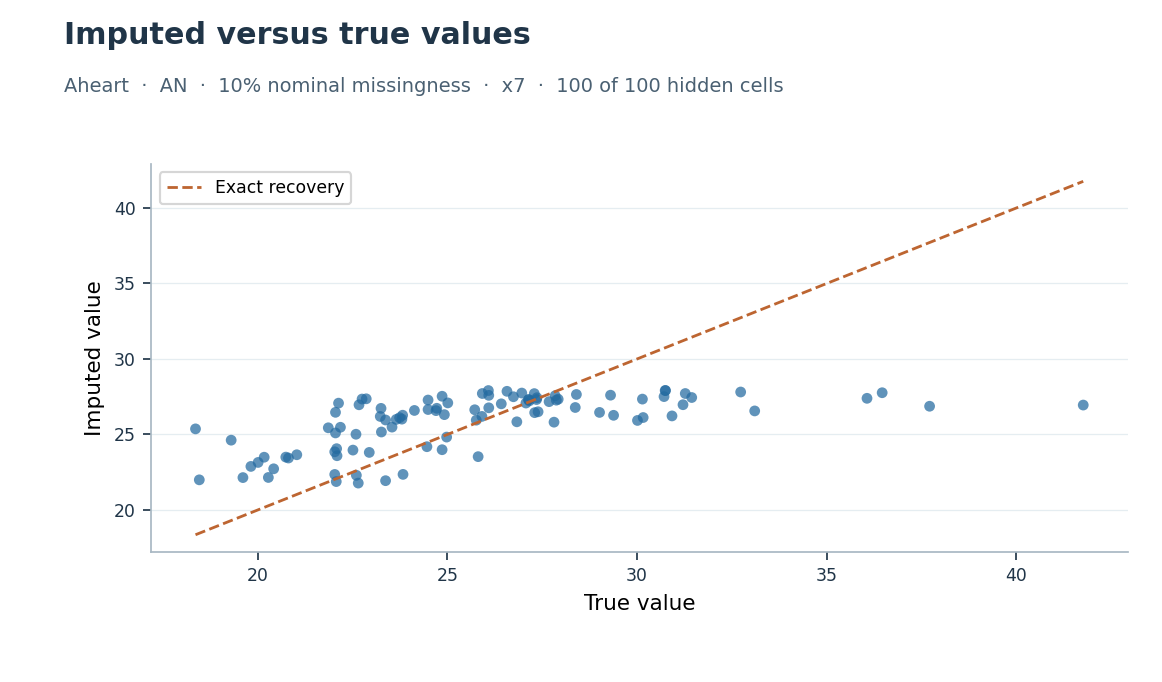 Imputed versus true values
Aheart · AN · 10% nominal missingness · x7 · 100 of 100 hidden cells
Exact recovery
40
35
30
25
20
Imputed value
20 25 30 35 40
True value